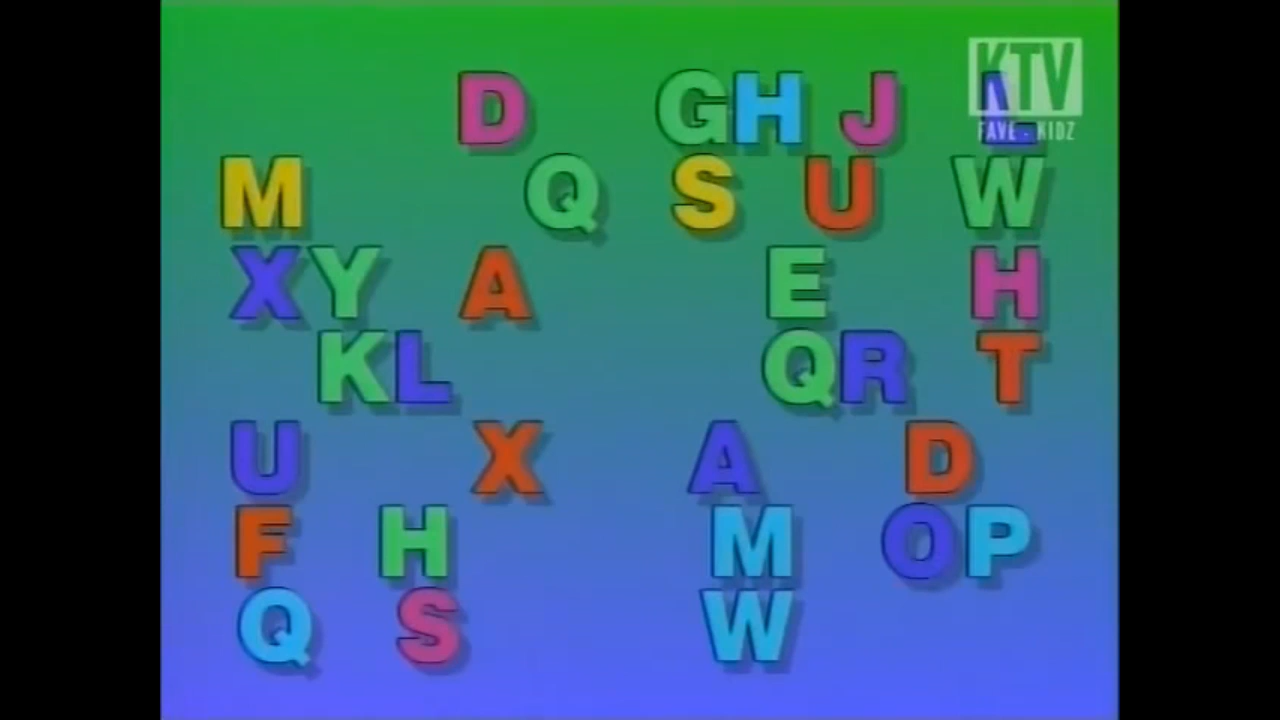 KTV
FAVE - KIDZ
D GH J L
M Q S U W
XY A E H
KL QR T
U X A D
F H M OP
Q S W